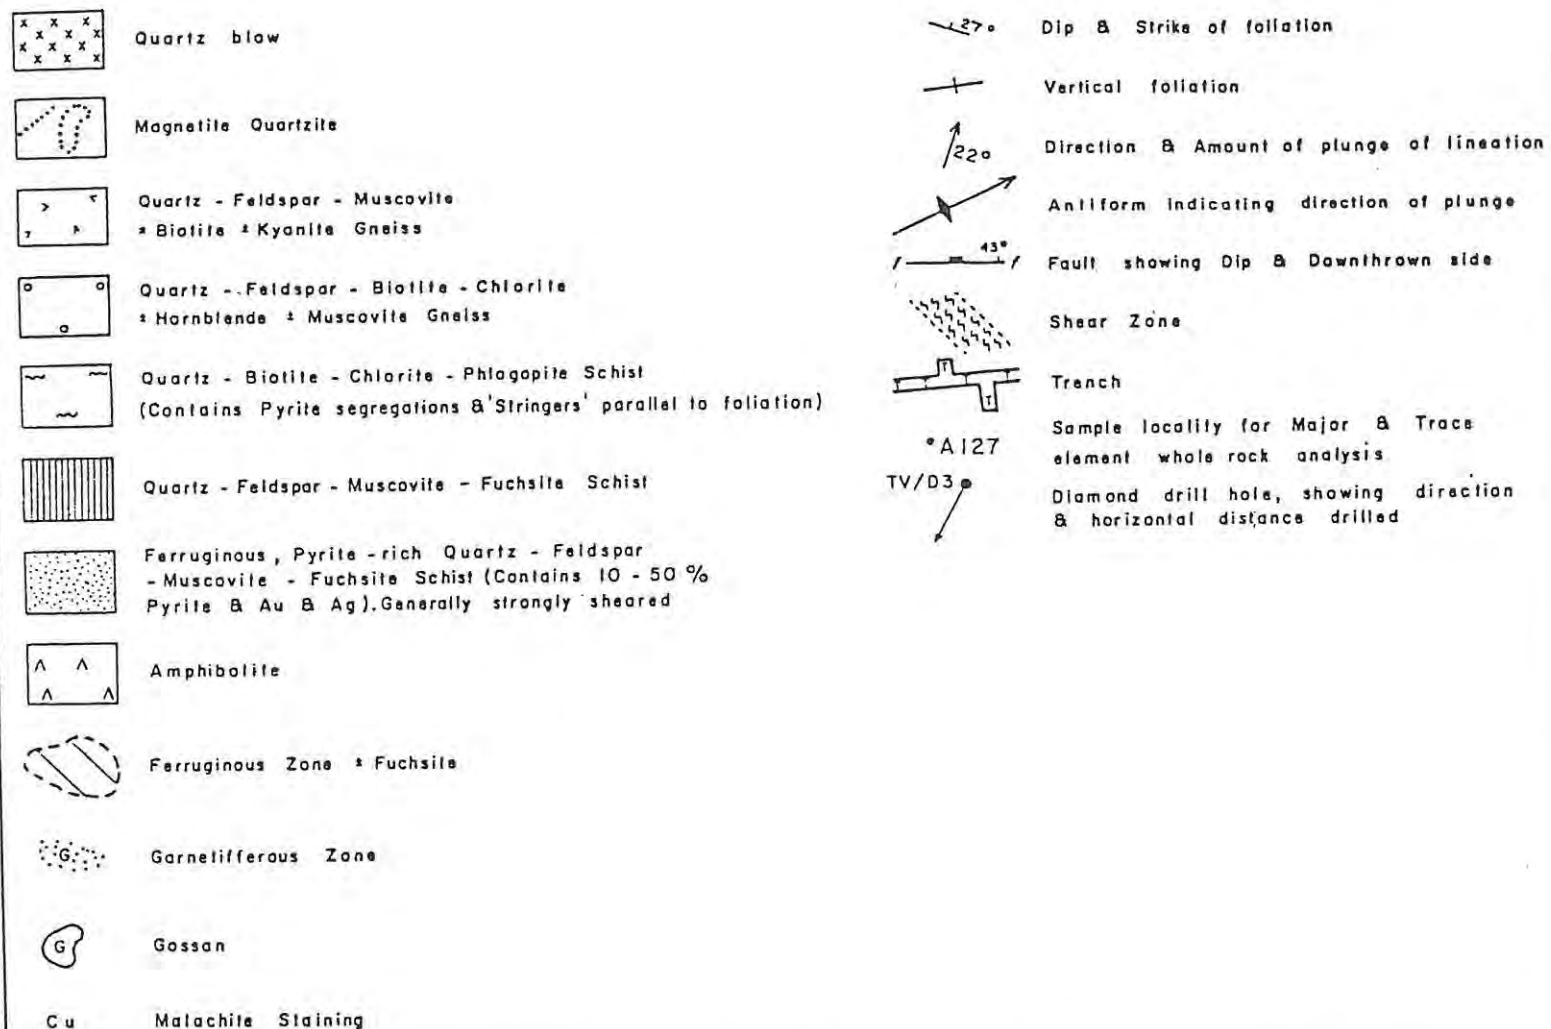 Quartz blow
Magnetite Quartzite
Quartz - Feldspar - Muscovite
± Biotite ± Kyanite Gneiss
Quartz - Feldspar - Biotite - Chlorite
± Hornblende ± Muscovite Gneiss
Quartz - Biotite - Chlorite - Phlogopite Schist
(Contains Pyrite segregations & 'Stringers' parallel to foliation)
Quartz - Feldspar - Muscovite - Fuchsite Schist
Ferruginous, Pyrite - rich Quartz - Feldspar
- Muscovite - Fuchsite Schist (Contains 10 - 50 %
Pyrite & Au & Ag). Generally strongly sheared
Amphibolite
Ferruginous Zone ± Fuchsite
G
Garnetifferous Zone
G
Gossan
Cu
Malachite Staining
27°
Dip & Strike of foliation
Vertical foliation
22°
Direction & Amount of plunge of lineation
Antiform indicating direction of plunge
f 43° f
Fault showing Dip & Downthrown side
Shear Zone
T T
Trench
A127
Sample locality for Major & Trace
element whole rock analysis
TV/D3
Diamond drill hole, showing direction
& horizontal distance drilled